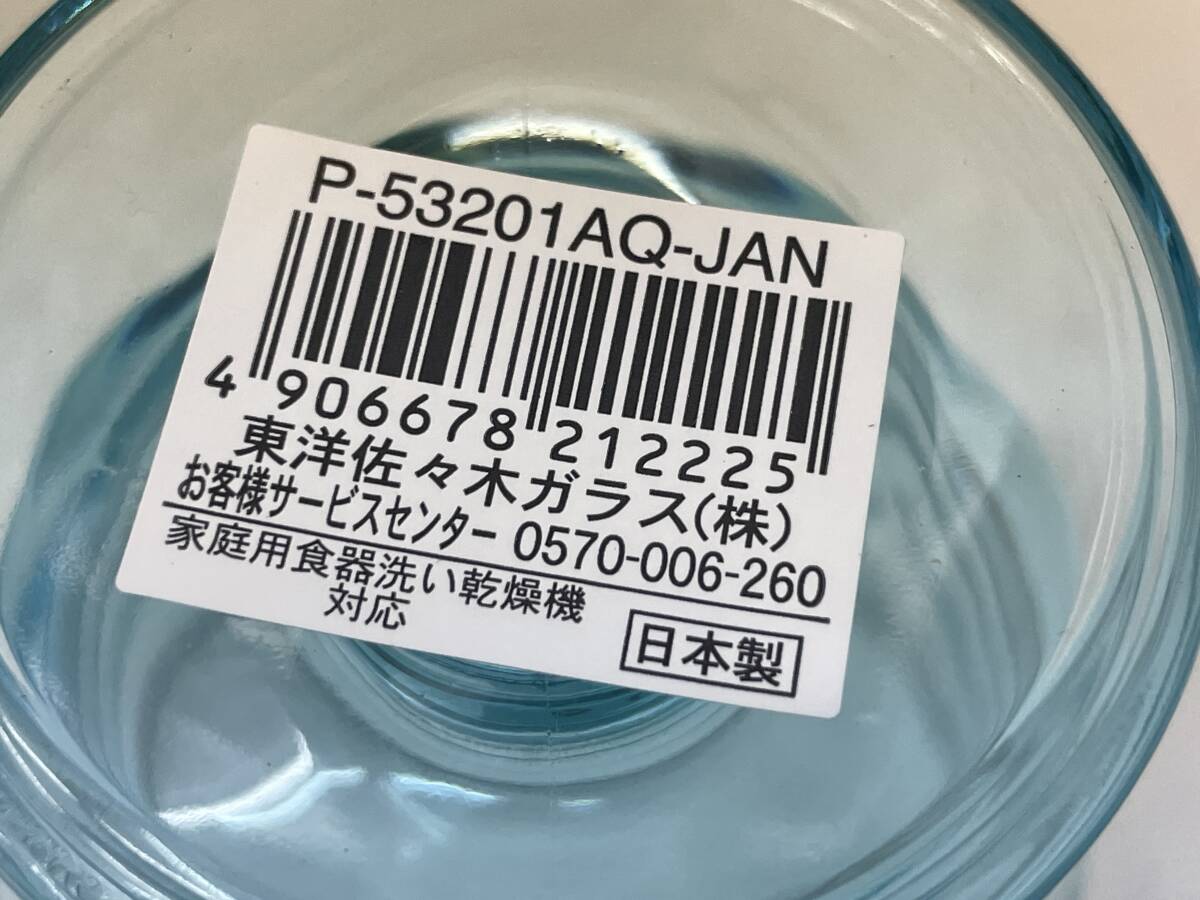 P-53201AQ-JAN
4 906678 212225
東洋佐々木ガラス(株)
お客様サービスセンター 0570-006-260
家庭用食器洗い乾燥機
対応
日本製